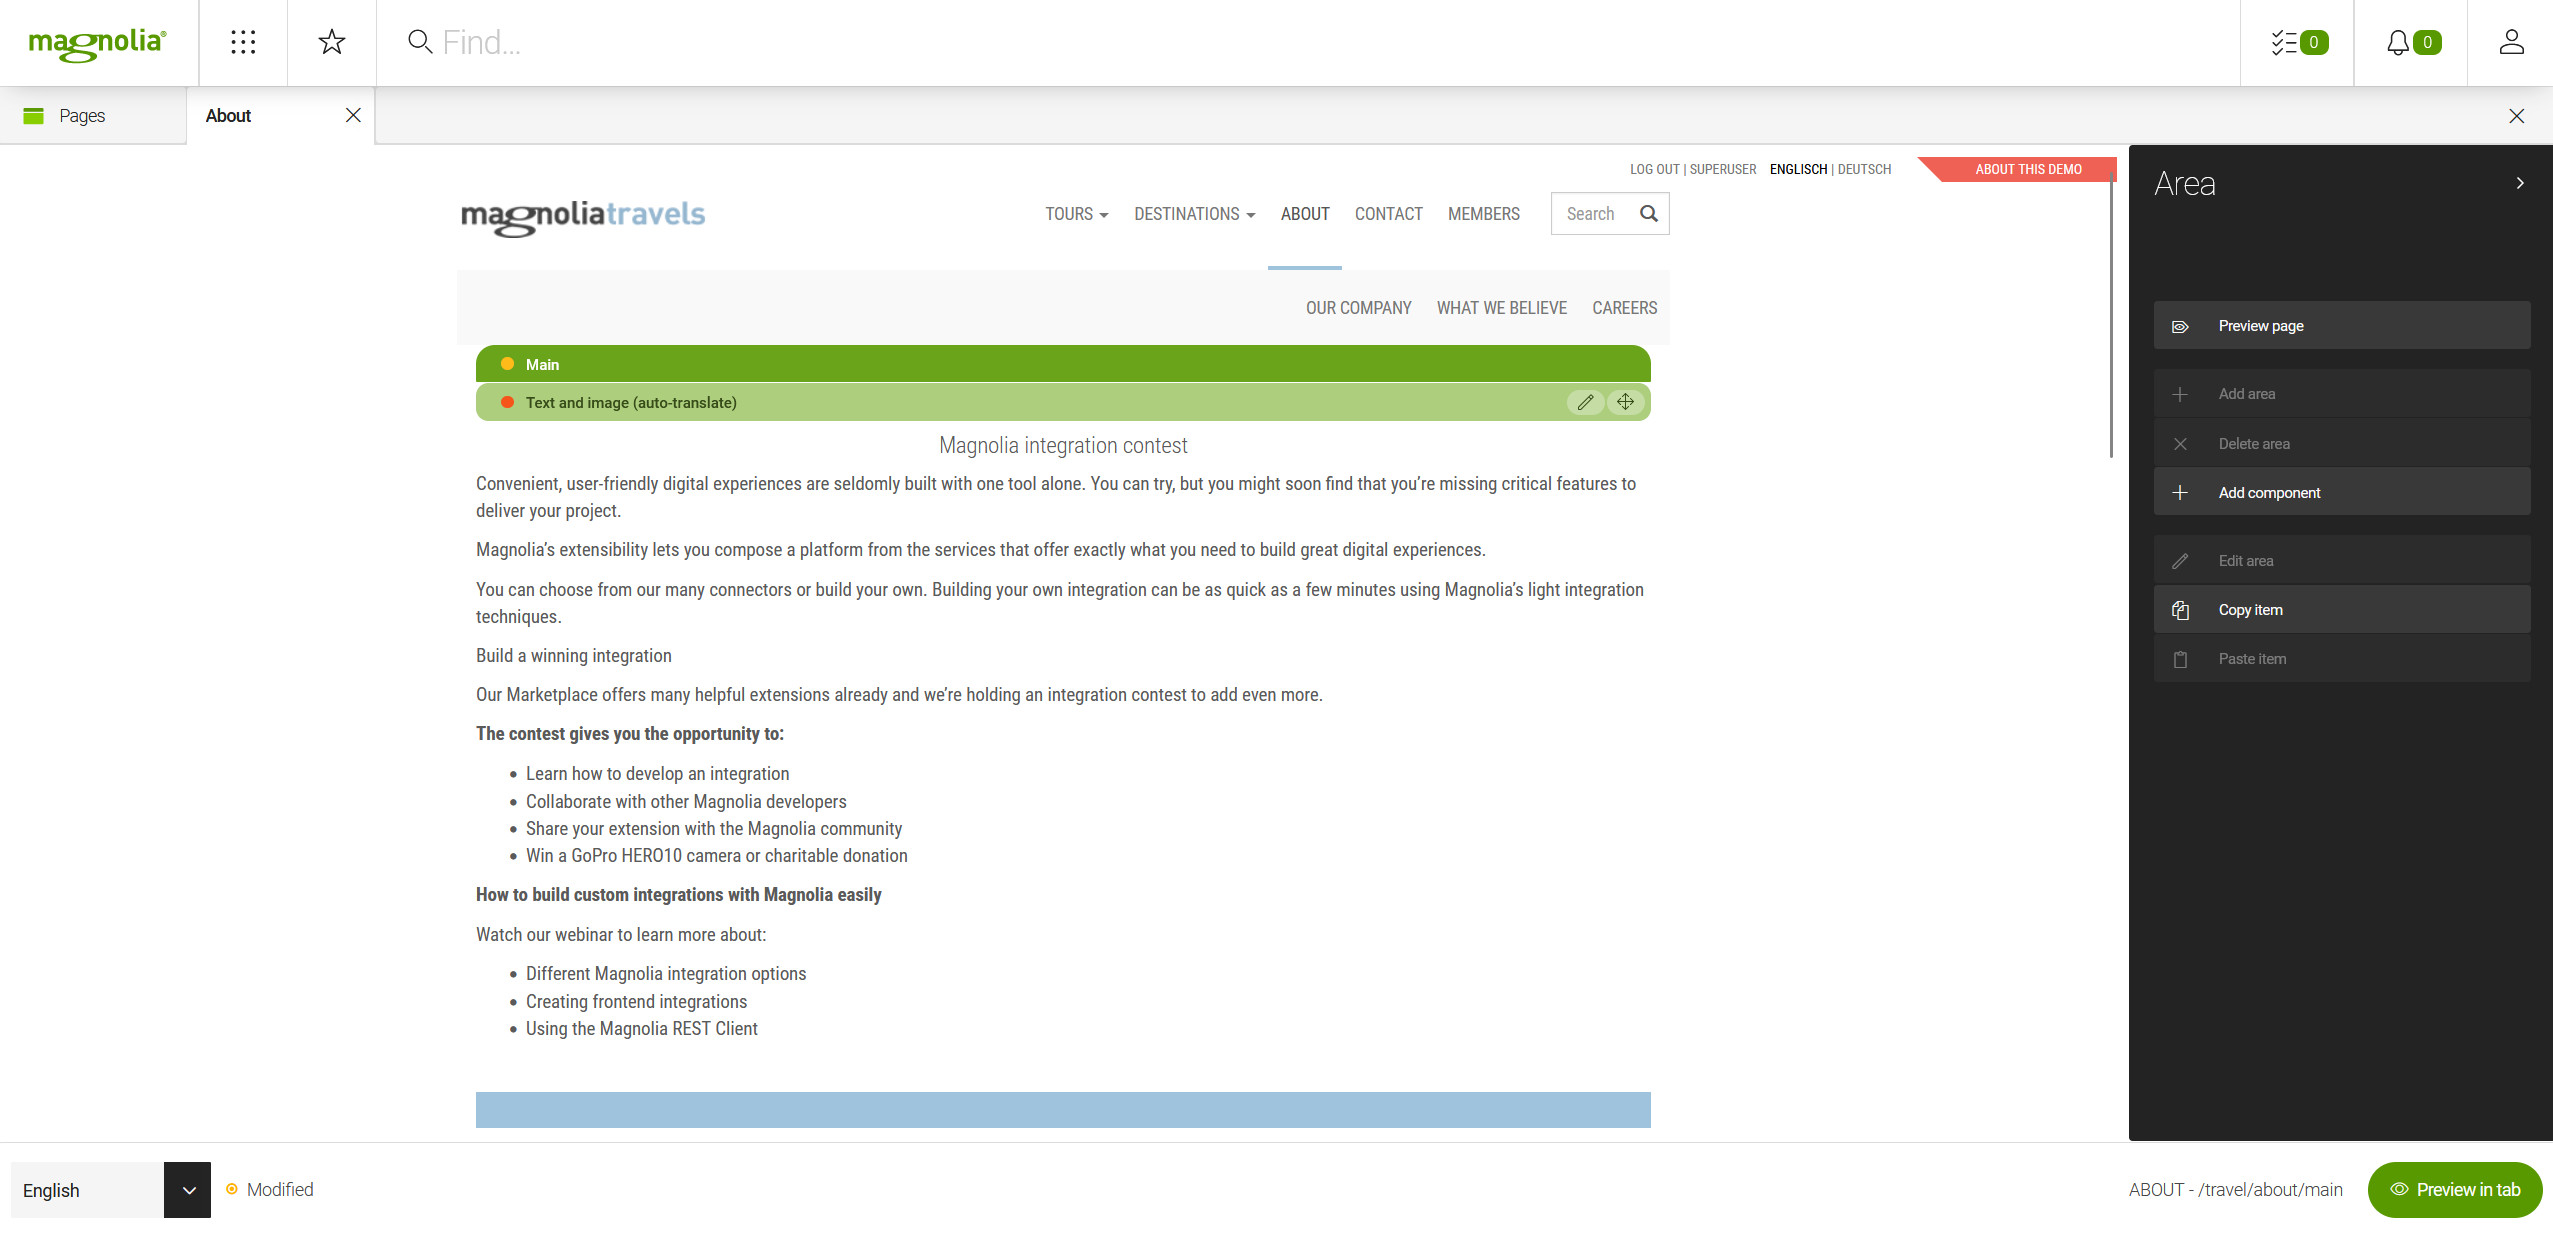 magnolia®
Find...
0
0
Pages
About
LOG OUT | SUPERUSER ENGLISCH | DEUTSCH
ABOUT THIS DEMO
magnoliatravels
TOURS DESTINATIONS ABOUT CONTACT MEMBERS Search
OUR COMPANY WHAT WE BELIEVE CAREERS
Main
Text and image (auto-translate)
Magnolia integration contest
Convenient, user-friendly digital experiences are seldomly built with one tool alone. You can try, but you might soon find that you’re missing critical features to
deliver your project.
Magnolia’s extensibility lets you compose a platform from the services that offer exactly what you need to build great digital experiences.
You can choose from our many connectors or build your own. Building your own integration can be as quick as a few minutes using Magnolia’s light integration
techniques.
Build a winning integration
Our Marketplace offers many helpful extensions already and we’re holding an integration contest to add even more.
The contest gives you the opportunity to:
• Learn how to develop an integration
• Collaborate with other Magnolia developers
• Share your extension with the Magnolia community
• Win a GoPro HERO10 camera or charitable donation
How to build custom integrations with Magnolia easily
Watch our webinar to learn more about:
• Different Magnolia integration options
• Creating frontend integrations
• Using the Magnolia REST Client
Area
Preview page
Add area
Delete area
Add component
Edit area
Copy item
Paste item
English
Modified
ABOUT - /travel/about/main
Preview in tab